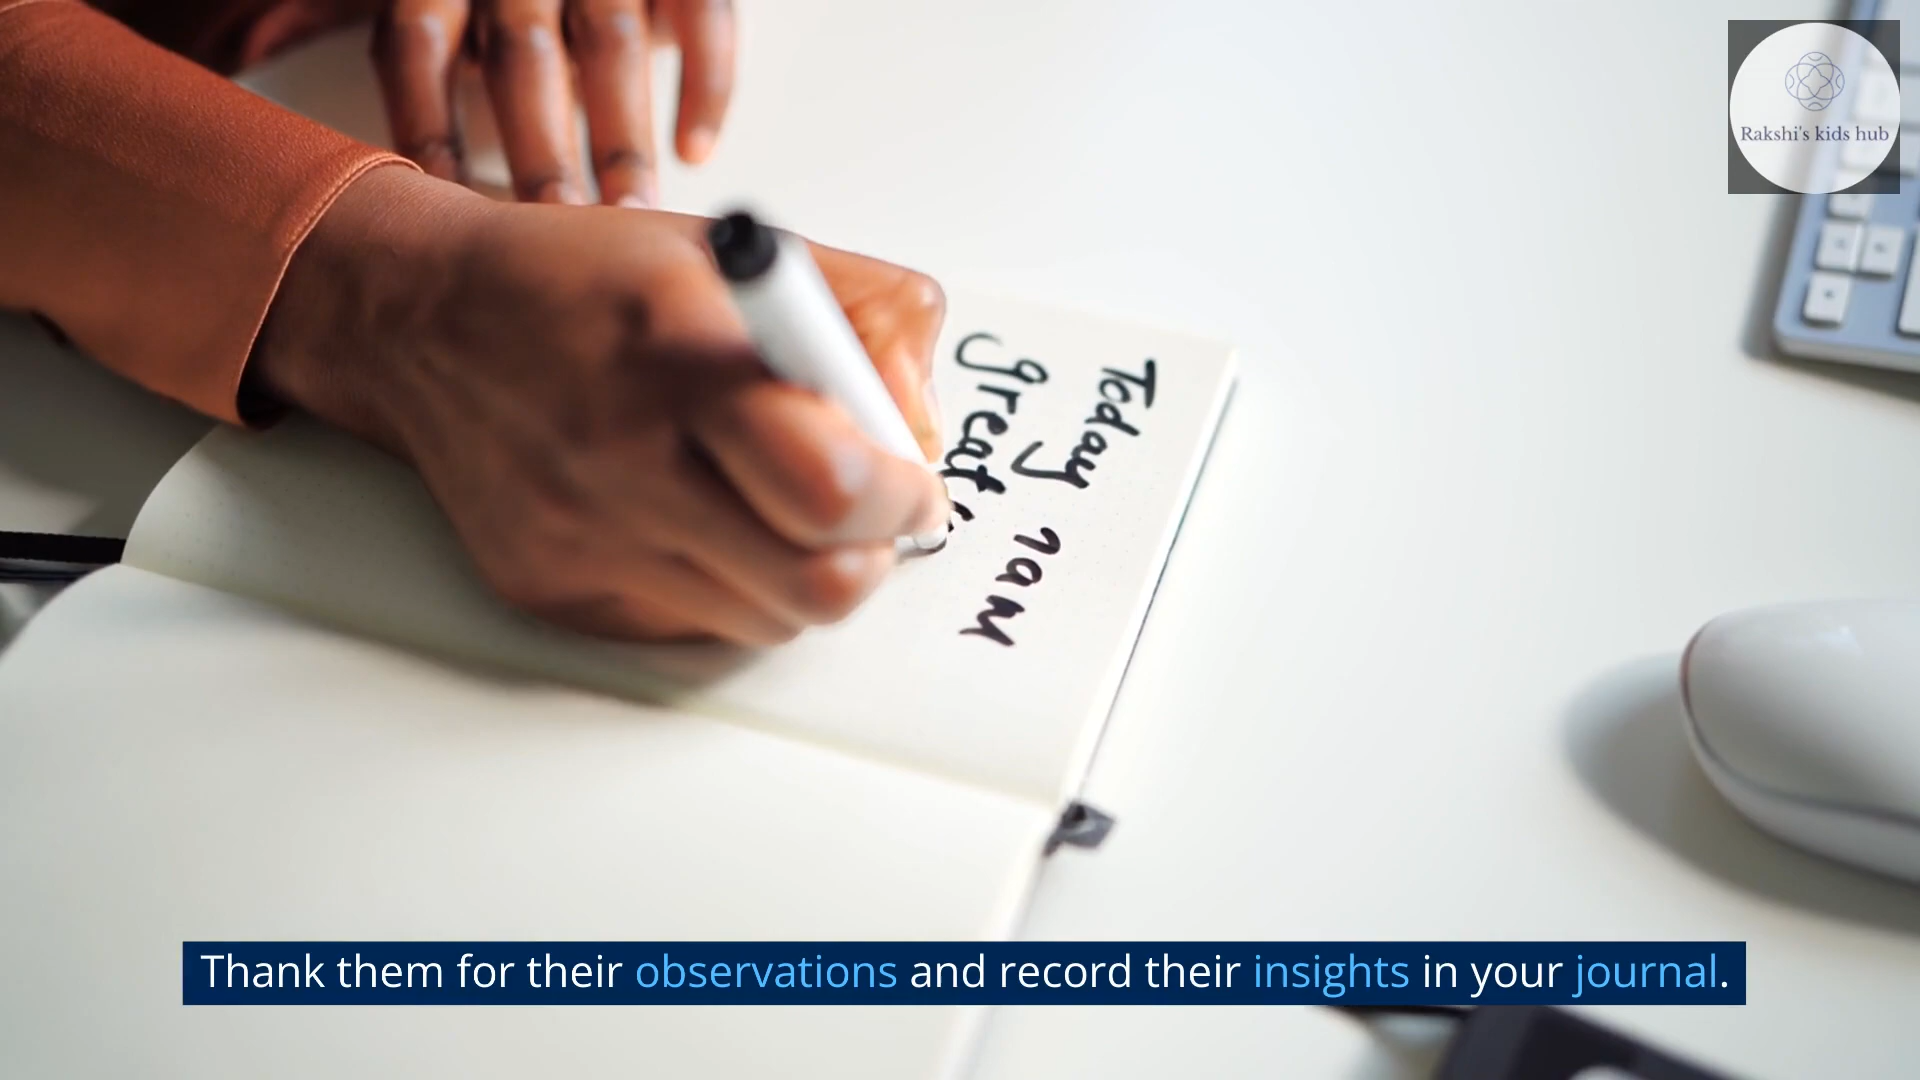 Rakshi's kids hub
Today I am
great
Thank them for their observations and record their insights in your journal.